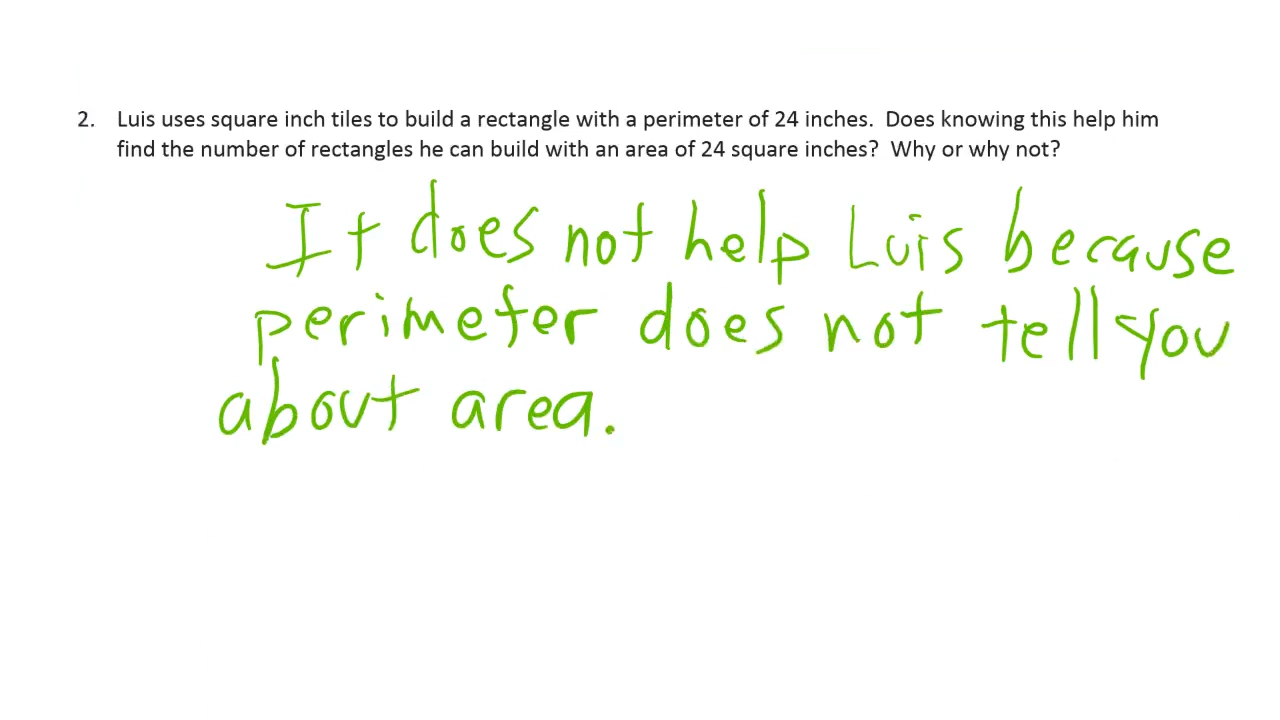 2. Luis uses square inch tiles to build a rectangle with a perimeter of 24 inches. Does knowing this help him
find the number of rectangles he can build with an area of 24 square inches? Why or why not?
It does not help Luis because
perimeter does not tell you
about area.